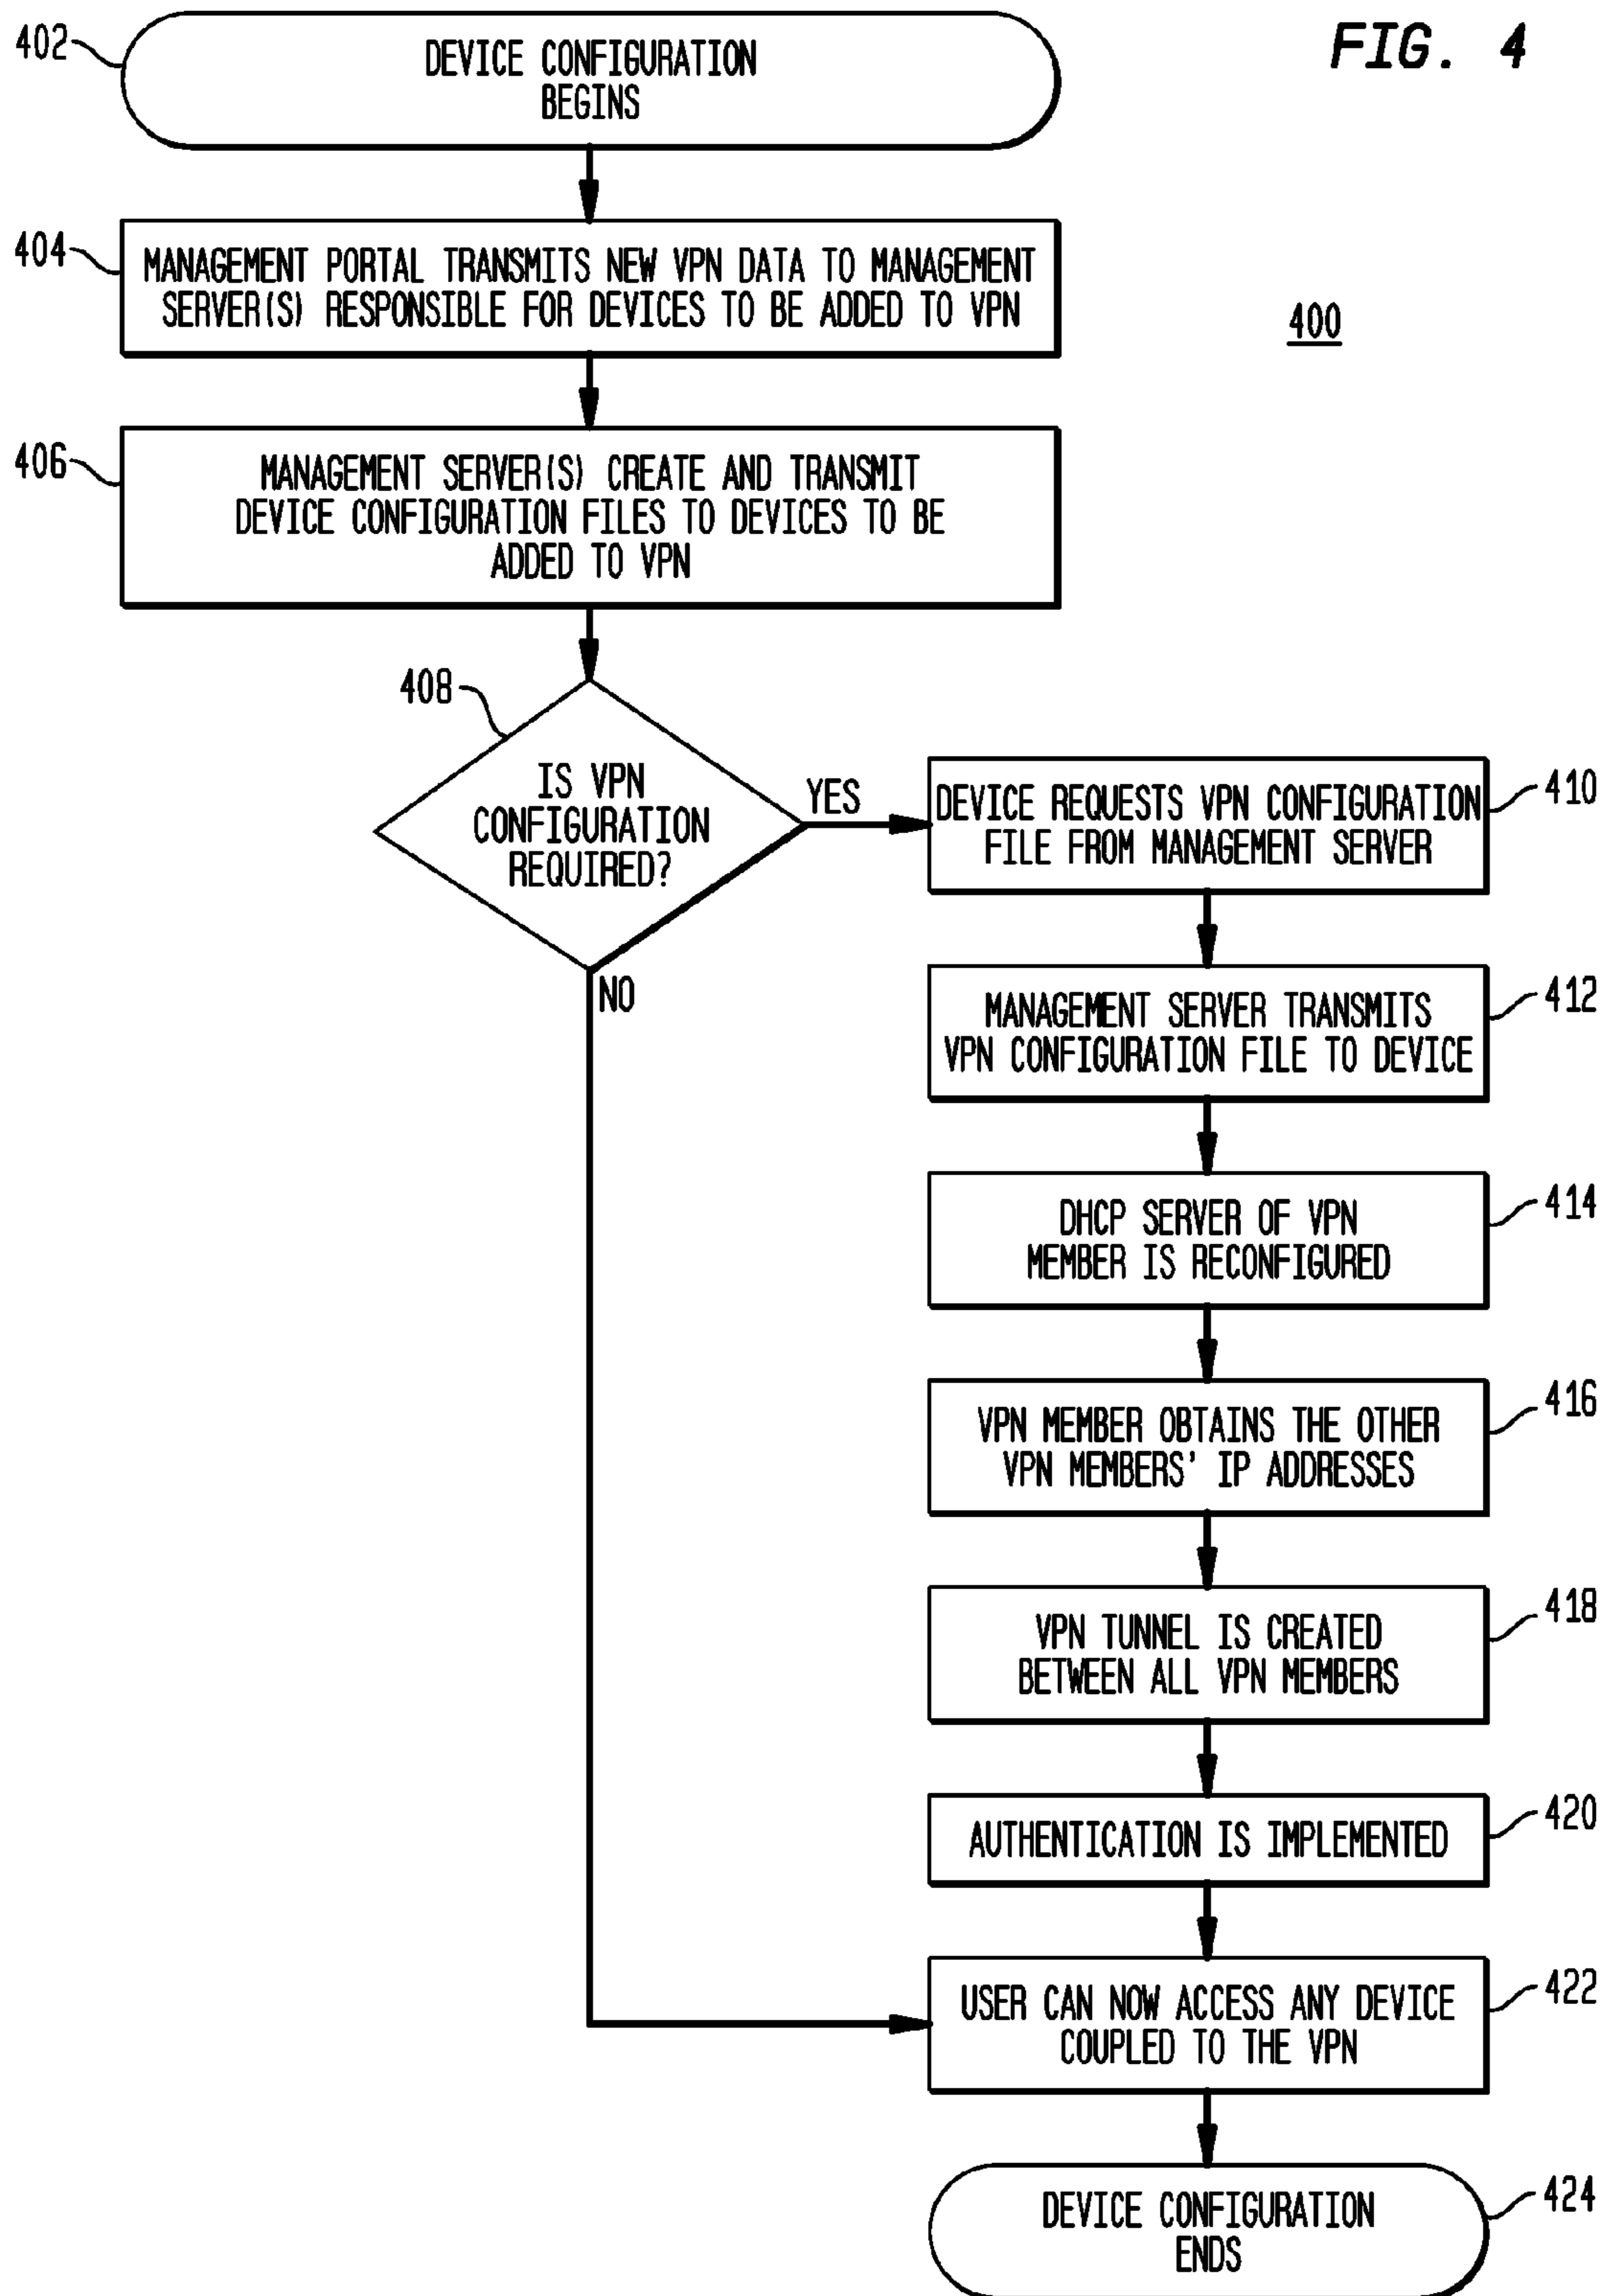 FIG. 4
402
DEVICE CONFIGURATION
BEGINS
404
MANAGEMENT PORTAL TRANSMITS NEW VPN DATA TO MANAGEMENT
SERVER(S) RESPONSIBLE FOR DEVICES TO BE ADDED TO VPN
400
406
MANAGEMENT SERVER(S) CREATE AND TRANSMIT
DEVICE CONFIGURATION FILES TO DEVICES TO BE
ADDED TO VPN
408
IS VPN
CONFIGURATION
REQUIRED?
YES
NO
410
DEVICE REQUESTS VPN CONFIGURATION
FILE FROM MANAGEMENT SERVER
412
MANAGEMENT SERVER TRANSMITS
VPN CONFIGURATION FILE TO DEVICE
414
DHCP SERVER OF VPN
MEMBER IS RECONFIGURED
416
VPN MEMBER OBTAINS THE OTHER
VPN MEMBERS' IP ADDRESSES
418
VPN TUNNEL IS CREATED
BETWEEN ALL VPN MEMBERS
420
AUTHENTICATION IS IMPLEMENTED
422
USER CAN NOW ACCESS ANY DEVICE
COUPLED TO THE VPN
424
DEVICE CONFIGURATION
ENDS